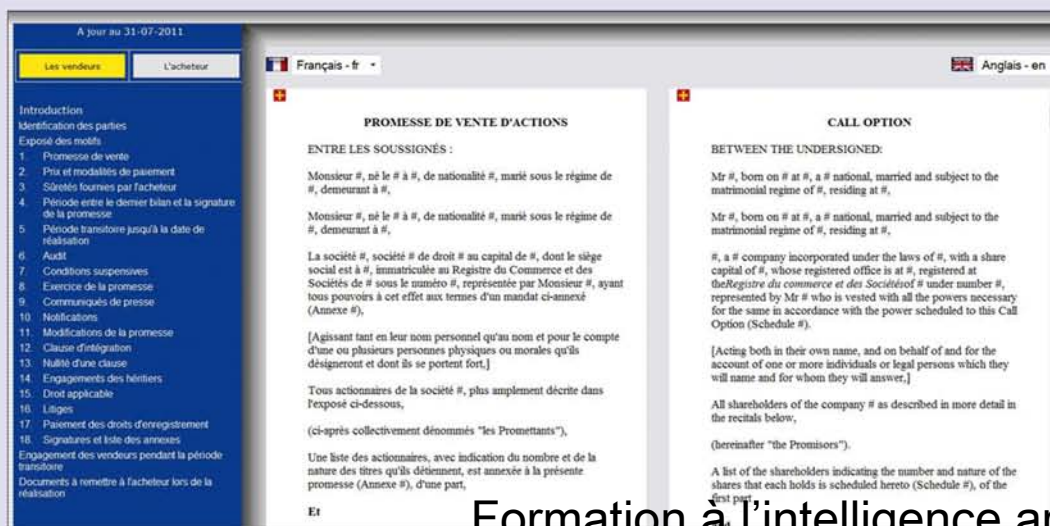 A jour au 31-07-2011
Les vendeurs
L'acheteur
Introduction
Identification des parties
Exposé des motifs
1. Promesse de vente
2. Prix et modalités de paiement
3. Sûretés fournies par l'acheteur
4. Période entre le dernier bilan et la signature
de la promesse
5. Période transitoire jusqu'à la date de
réalisation
6. Audit
7. Conditions suspensives
8. Exercice de la promesse
9. Communiqués de presse
10. Notifications
11. Modifications de la promesse
12. Clause d'intégration
13. Nullité d'une clause
14. Engagements des héritiers
15. Droit applicable
16. Litiges
17. Paiement des droits d'enregistrement
18. Signatures et liste des annexes
Engagement des vendeurs pendant la période
transitoire
Documents à remettre à l'acheteur lors de la
réalisation
Français - fr
PROMESSE DE VENTE D'ACTIONS
ENTRE LES SOUSSIGNÉS :
Monsieur #, né le # à #, de nationalité #, marié sous le régime de
#, demeurant à #,
Monsieur #, né le # à #, de nationalité #, marié sous le régime de
#, demeurant à #,
La société #, société de droit # au capital de #, dont le siège
social est à #, immatriculée au Registre du Commerce et des
Sociétés de # sous le numéro #, représentée par Monsieur #, ayant
tous pouvoirs à cet effet aux termes d'un mandat ci-annexé
(Annexe #),
[Agissant tant en leur nom personnel qu'au nom et pour le compte
d'une ou plusieurs personnes physiques ou morales qu'ils
désigneront et dont ils se portent fort,]
Tous actionnaires de la société #, plus amplement décrite dans
l'exposé ci-dessous,
(ci-après collectivement dénommés "les Promettants"),
Une liste des actionnaires, avec indication du nombre et de la
nature des titres qu'ils détiennent, est annexée à la présente
promesse (Annexe #), d'une part,
Et
Anglais - en
CALL OPTION
BETWEEN THE UNDERSIGNED:
Mr #, born on # at #, a # national, married and subject to the
matrimonial regime of #, residing at #,
Mr #, born on # at #, a # national, married and subject to the
matrimonial regime of #, residing at #,
#, a # company incorporated under the laws of #, with a share
capital of #, whose registered office is at #, registered at
theRegistre du commerce et des Sociétésof # under number #,
represented by Mr # who is vested with all the powers necessary
for the same in accordance with the power scheduled to this Call
Option (Schedule #).
[Acting both in their own name, and on behalf of and for the
account of one or more individuals or legal persons which they
will name and for whom they will answer,]
All shareholders of the company # as described in more detail in
the recitals below,
(hereinafter "the Promisors").
A list of the shareholders indicating the number and nature of the
shares that each holds is scheduled hereto (Schedule #), of the
first part
Formation à l'intelligence